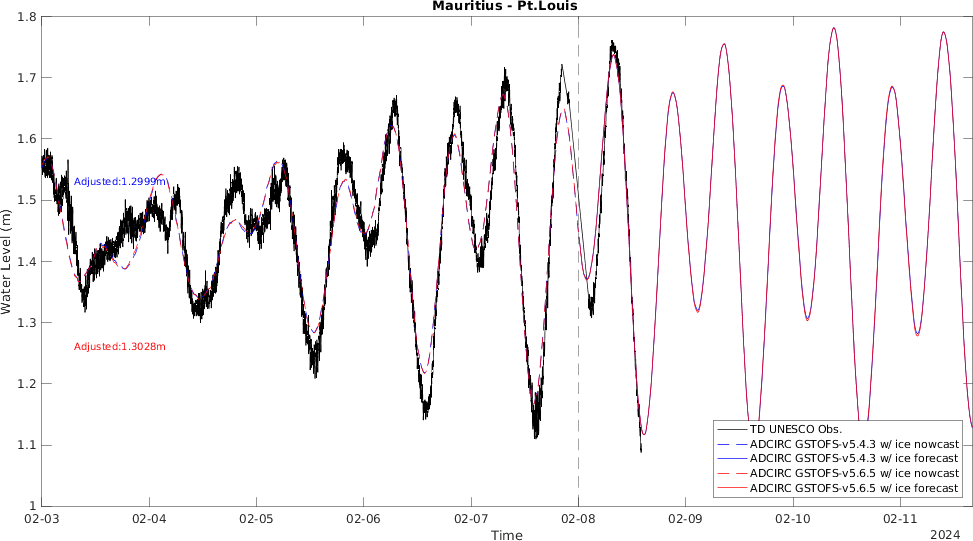 Mauritius - Pt.Louis
1.8
1.7
1.6
1.5
1.4
1.3
1.2
1.1
1
Water Level (m)
Adjusted:1.2999m
Adjusted:1.3028m
TD UNESCO Obs.
ADCIRC GSTOFS-v5.4.3 w/ ice nowcast
ADCIRC GSTOFS-v5.4.3 w/ ice forecast
ADCIRC GSTOFS-v5.6.5 w/ ice nowcast
ADCIRC GSTOFS-v5.6.5 w/ ice forecast
02-03 02-04 02-05 02-06 02-07 02-08 02-09 02-10 02-11
Time
2024